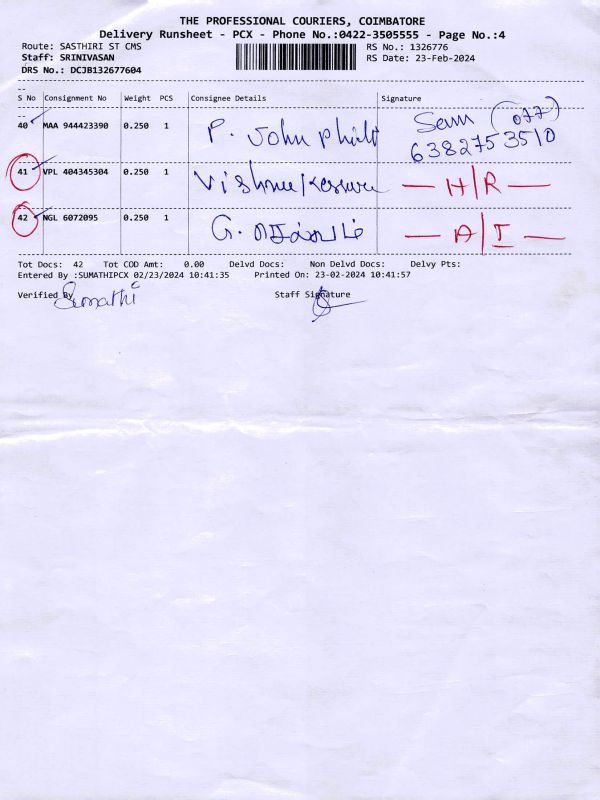 THE PROFESSIONAL COURIERS, COIMBATORE
Delivery Runsheet - PCX - Phone No.:0422-3505555 - Page No.:4
Route: SASTHIRI ST CMS RS No.: 1326776
Staff: SRINIVASAN RS Date: 23-Feb-2024
DRS No.: DCJB132677604
--
S No Consignment No Weight PCS Consignee Details Signature
--
40 MAA 944423390 0.250 1 P. John Sam (077)
6382753510
41 VPL 404345304 0.250 1 — H/R —
42 NGL 6072095 0.250 1 G. — A/I —
Tot Docs: 42 Tot COD Amt: 0.00 Delvd Docs: Non Delvd Docs: Delvy Pts:
Entered By :SUMATHIPCX 02/23/2024 10:41:35 Printed On: 23-02-2024 10:41:57
Verified By Sumathi Staff Signature